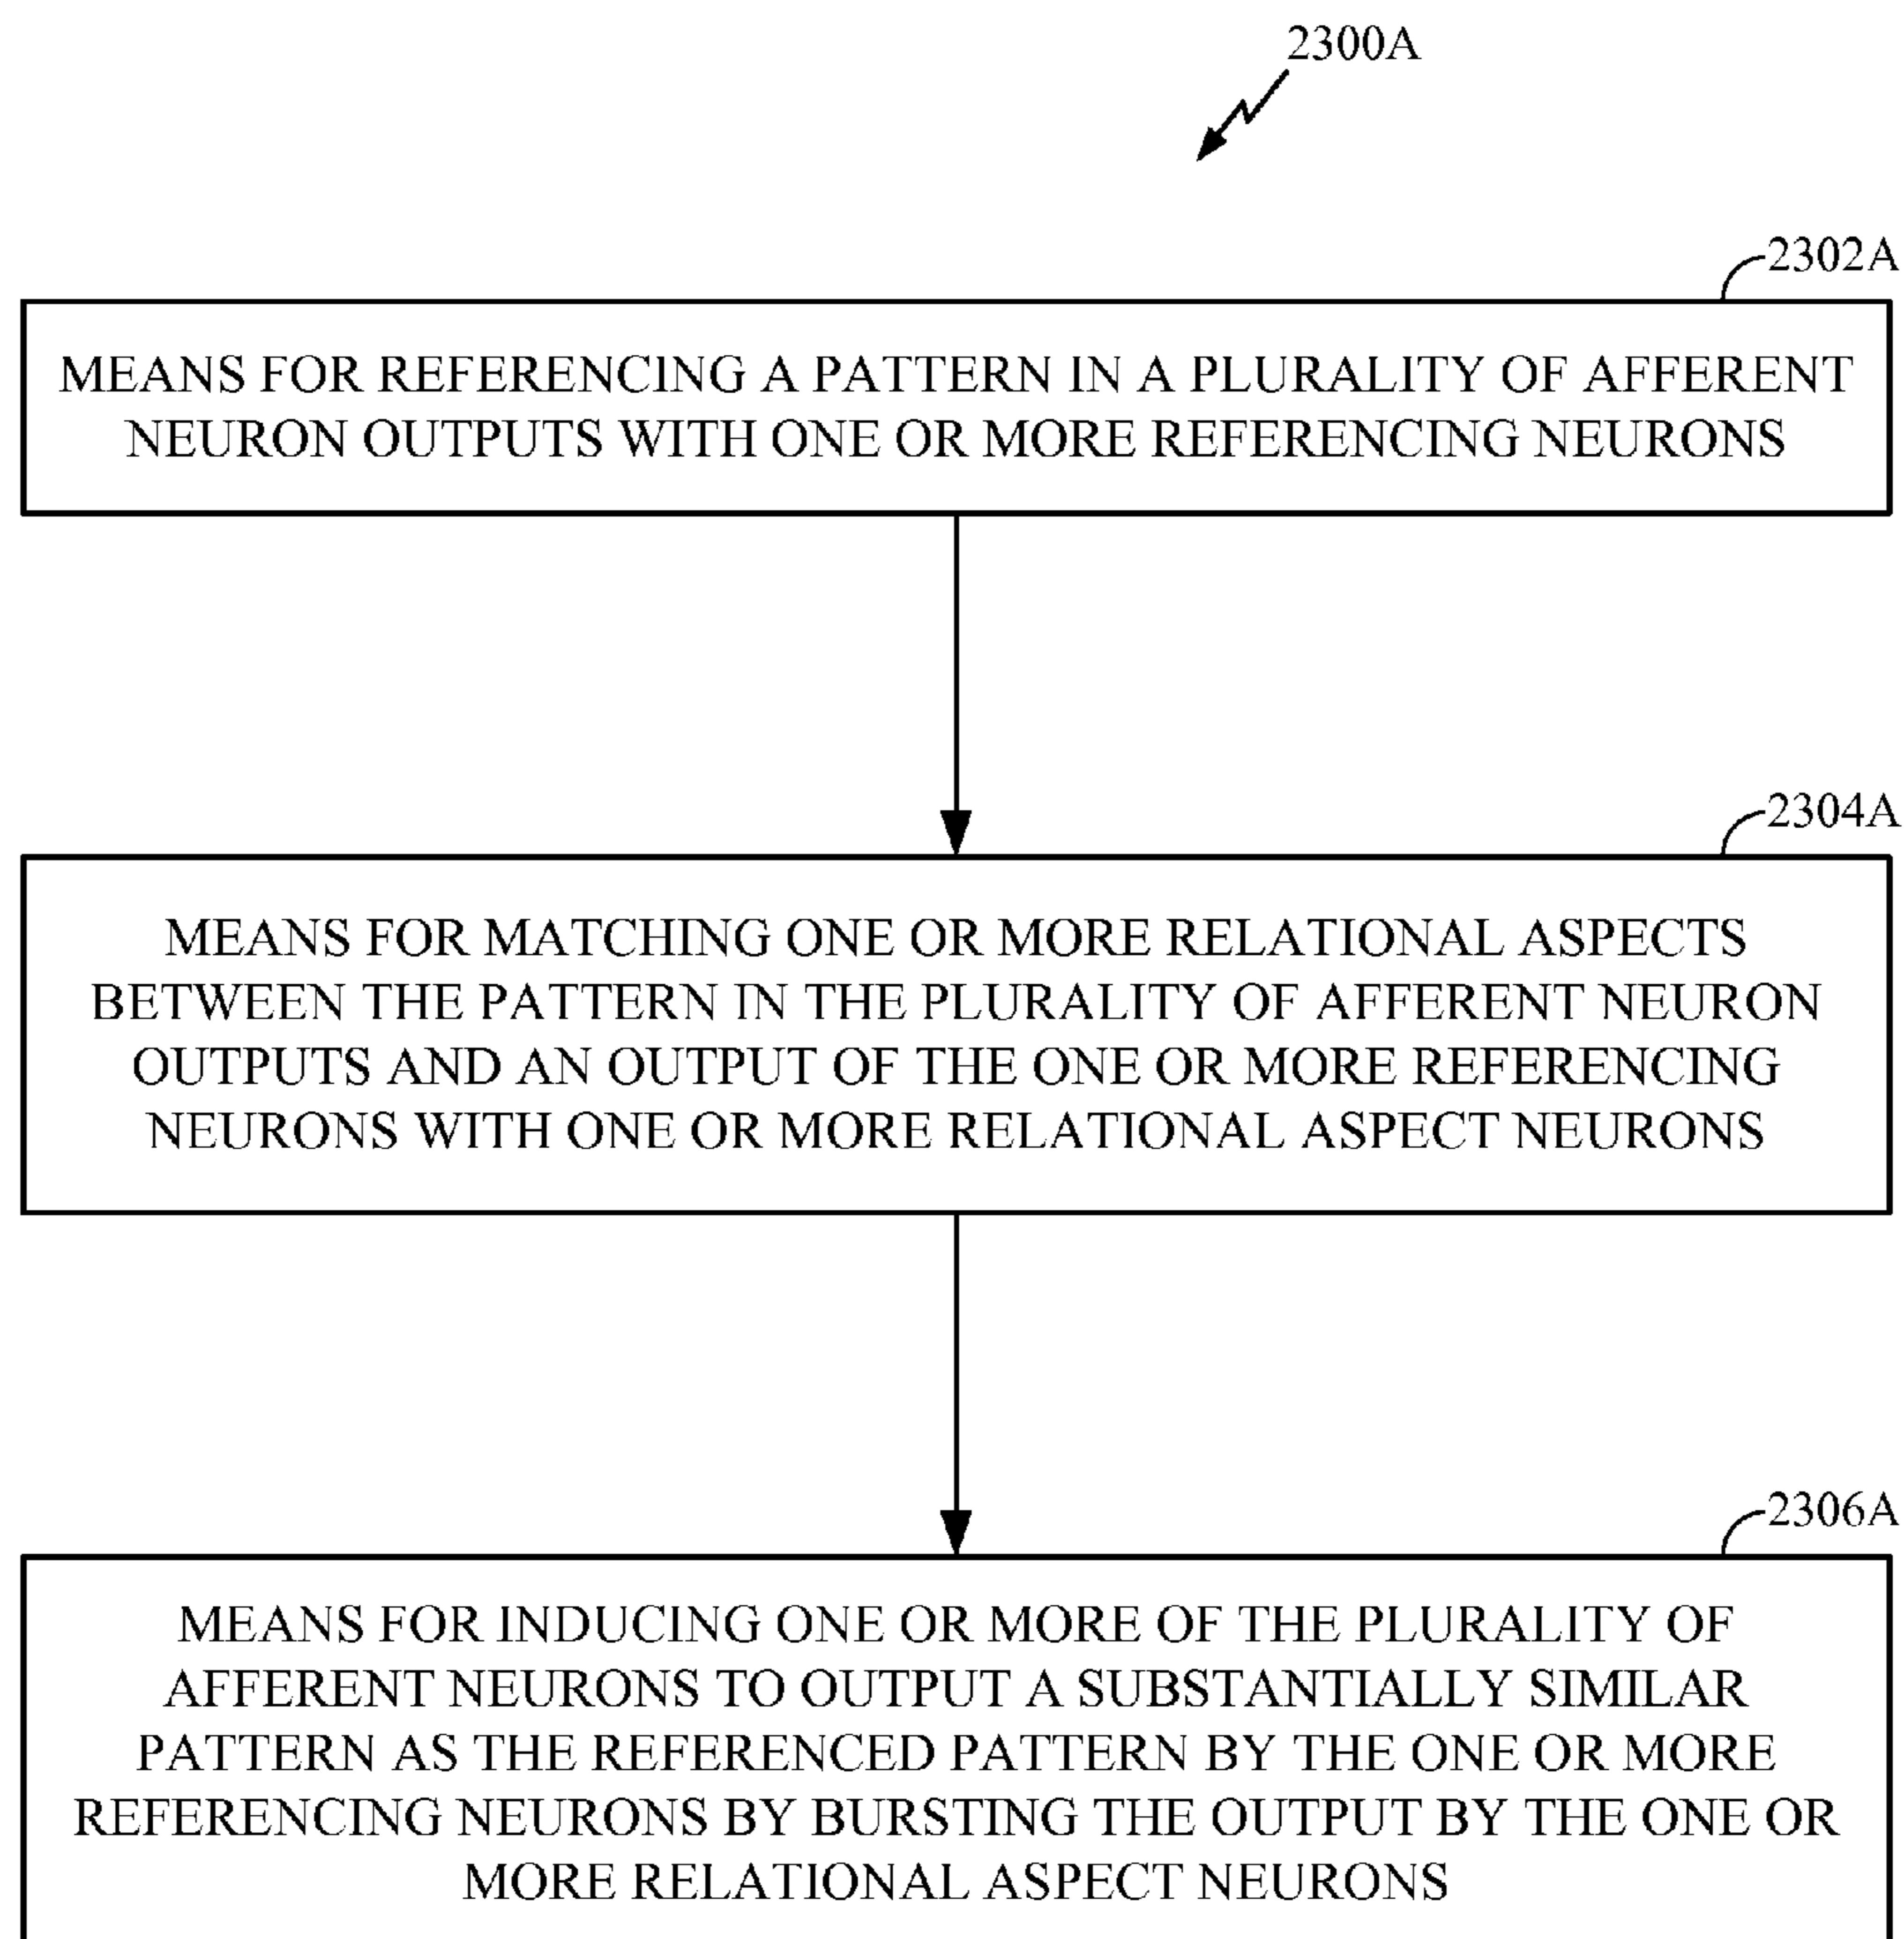 2300A
2302A
MEANS FOR REFERENCING A PATTERN IN A PLURALITY OF AFFERENT
NEURON OUTPUTS WITH ONE OR MORE REFERENCING NEURONS
2304A
MEANS FOR MATCHING ONE OR MORE RELATIONAL ASPECTS
BETWEEN THE PATTERN IN THE PLURALITY OF AFFERENT NEURON
OUTPUTS AND AN OUTPUT OF THE ONE OR MORE REFERENCING
NEURONS WITH ONE OR MORE RELATIONAL ASPECT NEURONS
2306A
MEANS FOR INDUCING ONE OR MORE OF THE PLURALITY OF
AFFERENT NEURONS TO OUTPUT A SUBSTANTIALLY SIMILAR
PATTERN AS THE REFERENCED PATTERN BY THE ONE OR MORE
REFERENCING NEURONS BY BURSTING THE OUTPUT BY THE ONE OR
MORE RELATIONAL ASPECT NEURONS